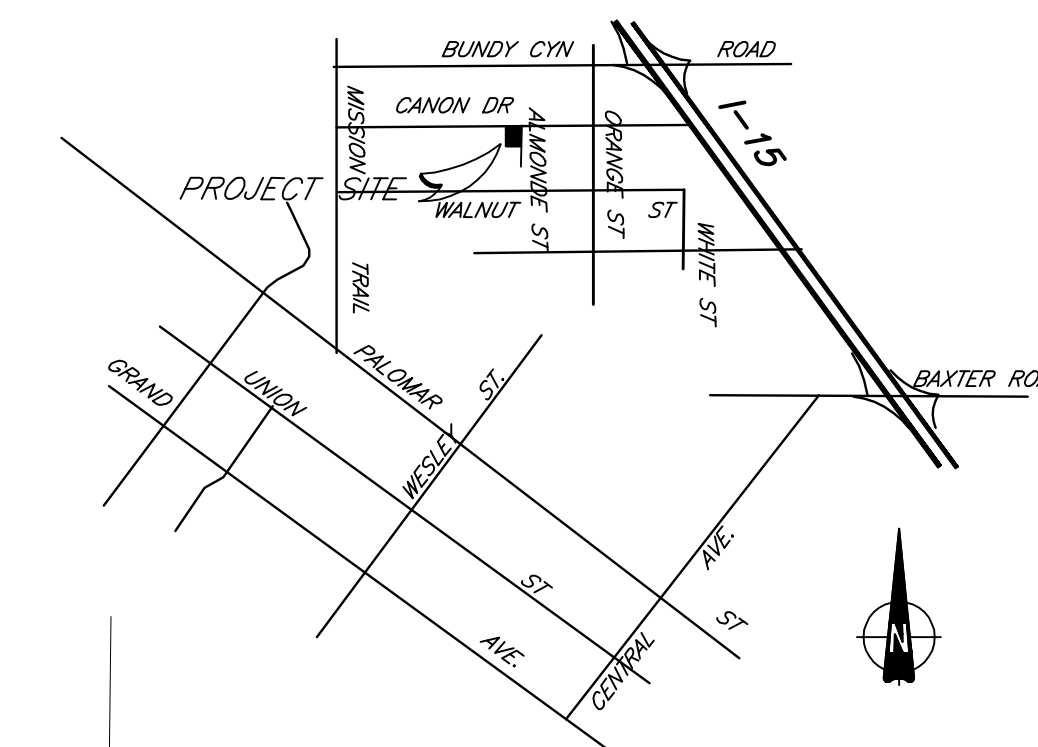 BUNDY CYN ROAD
CANON DR
MISSION TRAIL
ALMONDE ST
ORANGE ST
I-15
PROJECT SITE
WALNUT ST
WHITE ST
PALOMAR ST
GRAND AVE.
UNION ST
WESLEY ST.
BAXTER
CENTRAL AVE.
N